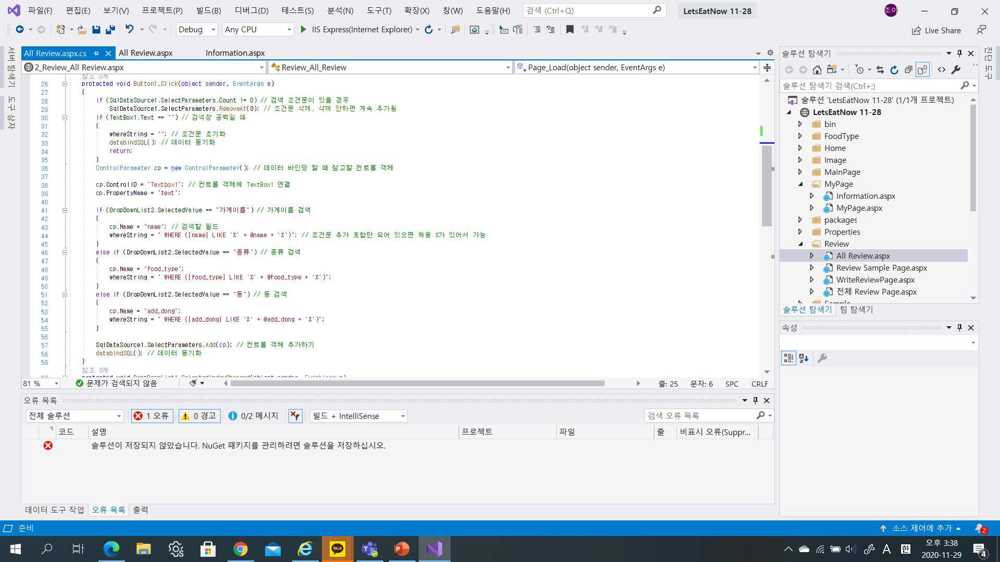 파일(F) 편집(E) 보기(V) 프로젝트(P) 빌드(B) 디버그(D) 테스트(S) 분석(N) 도구(T) 확장(X) 창(W) 도움말(H) 검색 (Ctrl+Q) LetsEatNow 11-28 조이
Debug Any CPU IIS Express(Internet Explorer) Live Share
서버 탐색기
도구 상자
All Review.aspx.cs All Review.aspx Information.aspx
2_Review_All Review.aspx Review_All_Review Page_Load(object sender, EventArgs e)
참조 0개
26 protected void Button1_Click(object sender, EventArgs e)
27 {
28 if (SqlDataSource1.SelectParameters.Count != 0) // 검색 조건문이 있을 경우
29 SqlDataSource1.SelectParameters.RemoveAt(0); // 조건문 삭제, 삭제 안하면 계속 추가됨
30 if (TextBox1.Text == "") // 검색창 공백일 때
31 {
32 whereString = ""; // 조건문 초기화
33 databindSQL(); // 데이터 동기화
34 return;
35 }
36 ControlParameter cp = new ControlParameter(); // 데이터 바인딩 할 때 참고할 컨트롤 객체
37
38 cp.ControlID = "Textbox1"; // 컨트롤 객체에 TextBox1 연결
39 cp.PropertyName = "text";
40
41 if (DropDownList2.SelectedValue == "가게이름") // 가게이름 검색
42 {
43 cp.Name = "name"; // 검색할 필드
44 whereString = " WHERE ([name] LIKE '%' + @name + '%')"; // 조건문 추가 포함만 되어 있으면 허용 %가 있어서 가능
45 }
46 else if (DropDownList2.SelectedValue == "종류") // 종류 검색
47 {
48 cp.Name = "food_type";
49 whereString = " WHERE ([food_type] LIKE '%' + @food_type + '%')";
50 }
51 else if (DropDownList2.SelectedValue == "동") // 동 검색
52 {
53 cp.Name = "add_dong";
54 whereString = " WHERE ([add_dong] LIKE '%' + @add_dong + '%')";
55 }
56
57 SqlDataSource1.SelectParameters.Add(cp); // 컨트롤 객체 추가하기
58 databindSQL(); // 데이터 동기화
59 }
참조 0개
60 protected void DropDownList1_SelectedIndexChanged(object sender, EventArgs e)
81 % 문제가 검색되지 않음 줄: 25 문자: 6 SPC CRLF
오류 목록
전체 솔루션 1 오류 0 경고 0/2 메시지 빌드 + IntelliSense 검색 오류 목록
코드 설명 프로젝트 파일 줄 비표시 오류(Suppr...
솔루션이 저장되지 않았습니다. NuGet 패키지를 관리하려면 솔루션을 저장하십시오.
데이터 도구 작업 오류 목록 출력
솔루션 탐색기
솔루션 탐색기 검색(Ctrl+;)
솔루션 'LetsEatNow 11-28' (1/1개 프로젝트)
LetsEatNow 11-28
bin
FoodType
Home
Image
MainPage
MyPage
Information.aspx
MyPage.aspx
packages
Properties
Review
All Review.aspx
Review Sample Page.aspx
WriteReviewPage.aspx
전체 Review Page.aspx
Sample
솔루션 탐색기 팀 탐색기
속성
진단 도구
준비 소스 제어에 추가 2
TALK A 한 오후 3:38
2020-11-29 4